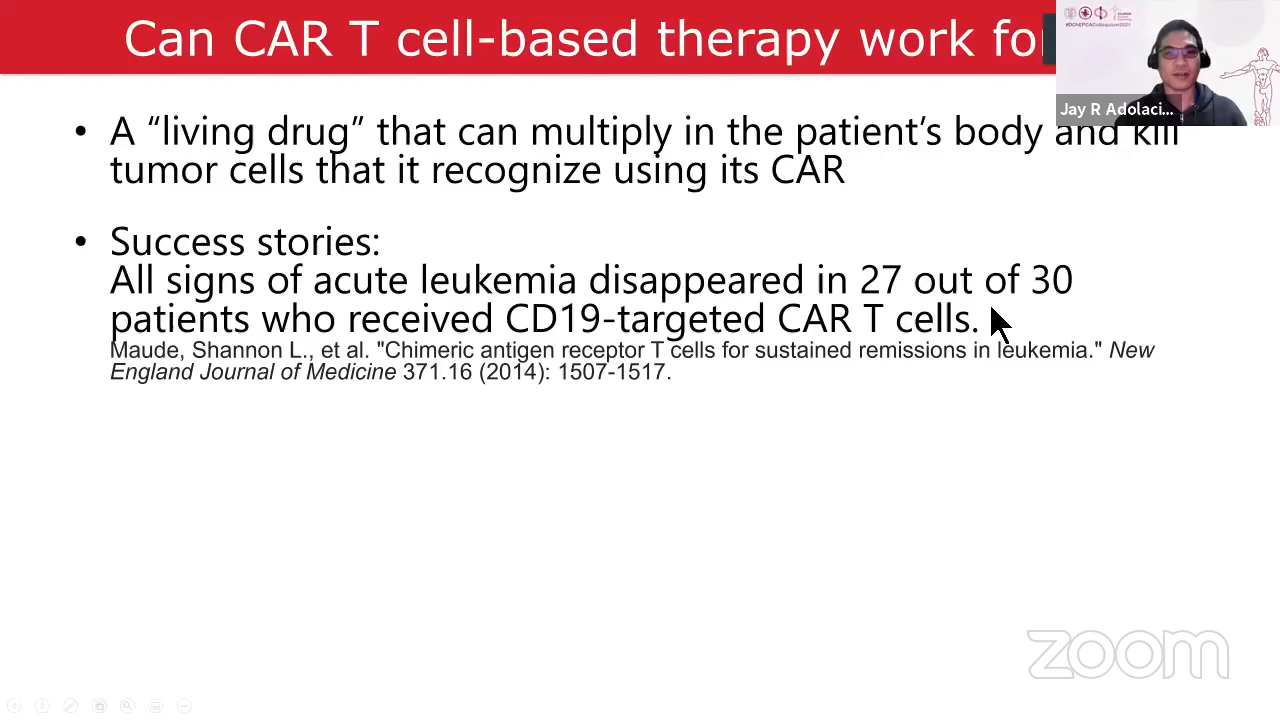 Can CAR T cell-based therapy work for
Jay R Adolaci...
• A “living drug” that can multiply in the patient’s body and kill
tumor cells that it recognize using its CAR
• Success stories:
All signs of acute leukemia disappeared in 27 out of 30
patients who received CD19-targeted CAR T cells.
Maude, Shannon L., et al. "Chimeric antigen receptor T cells for sustained remissions in leukemia." New
England Journal of Medicine 371.16 (2014): 1507-1517.
zoom